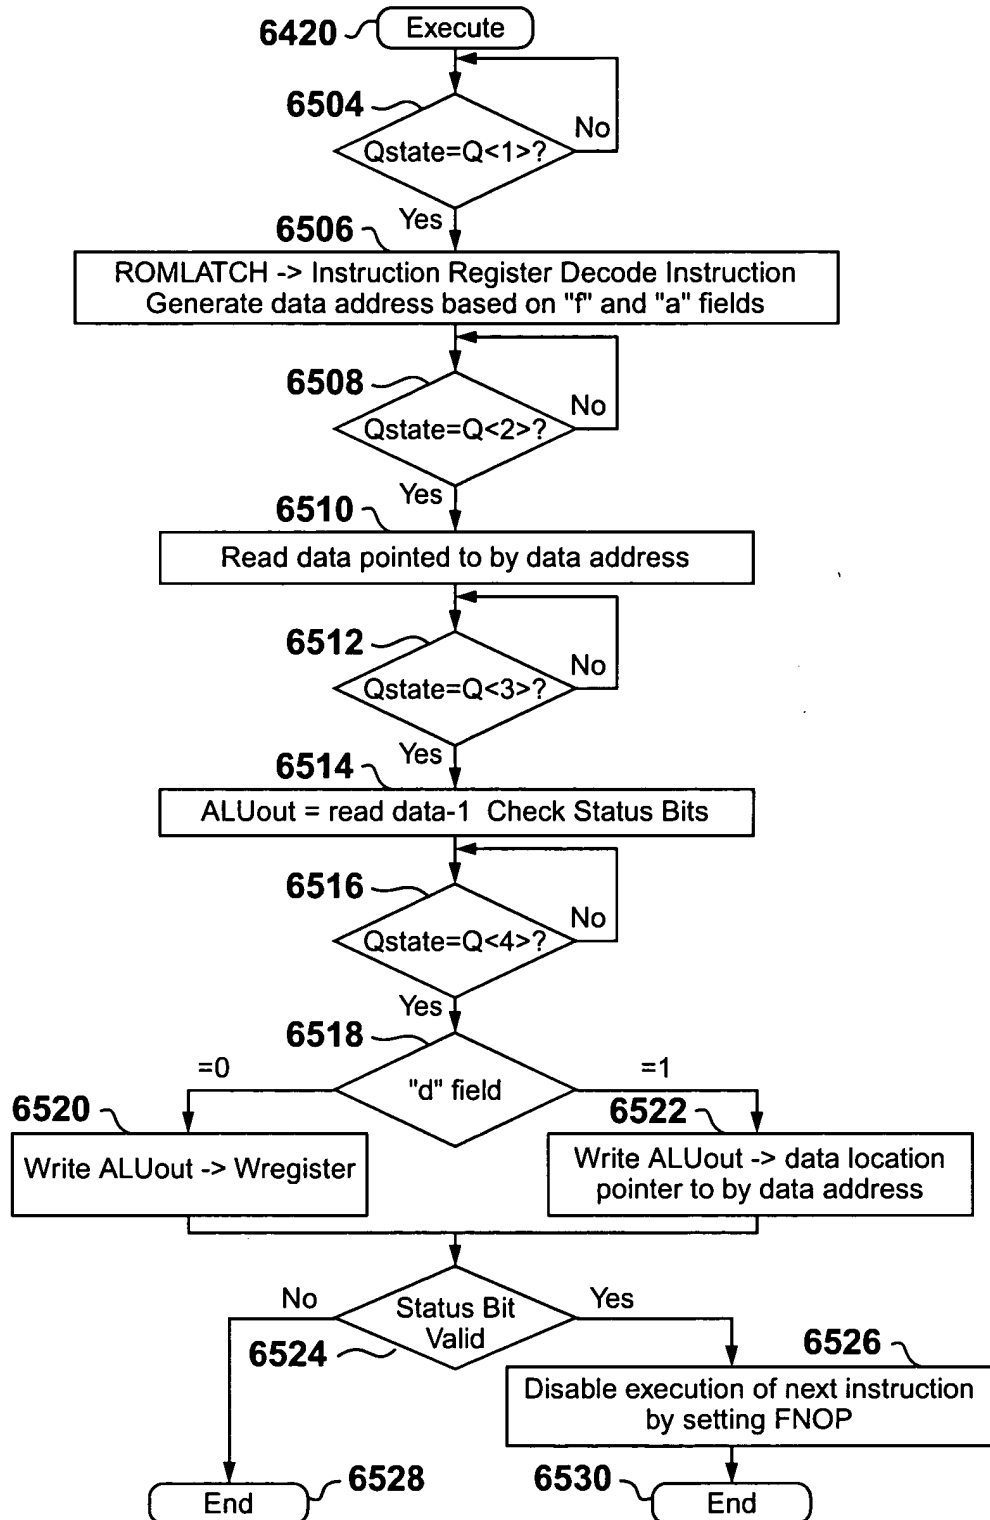 6420
Execute
6504
No
Qstate=Q<1>?
Yes
6506
ROMLATCH -> Instruction Register Decode Instruction
Generate data address based on "f" and "a" fields
6508
No
Qstate=Q<2>?
Yes
6510
Read data pointed to by data address
6512
No
Qstate=Q<3>?
Yes
6514
ALUout = read data-1 Check Status Bits
6516
No
Qstate=Q<4>?
Yes
6518
=0
"d" field
=1
6520
6522
Write ALUout -> Wregister
Write ALUout -> data location
pointer to by data address
No
Status Bit
Valid
Yes
6524
6526
Disable execution of next instruction
by setting FNOP
End
6528
6530
End